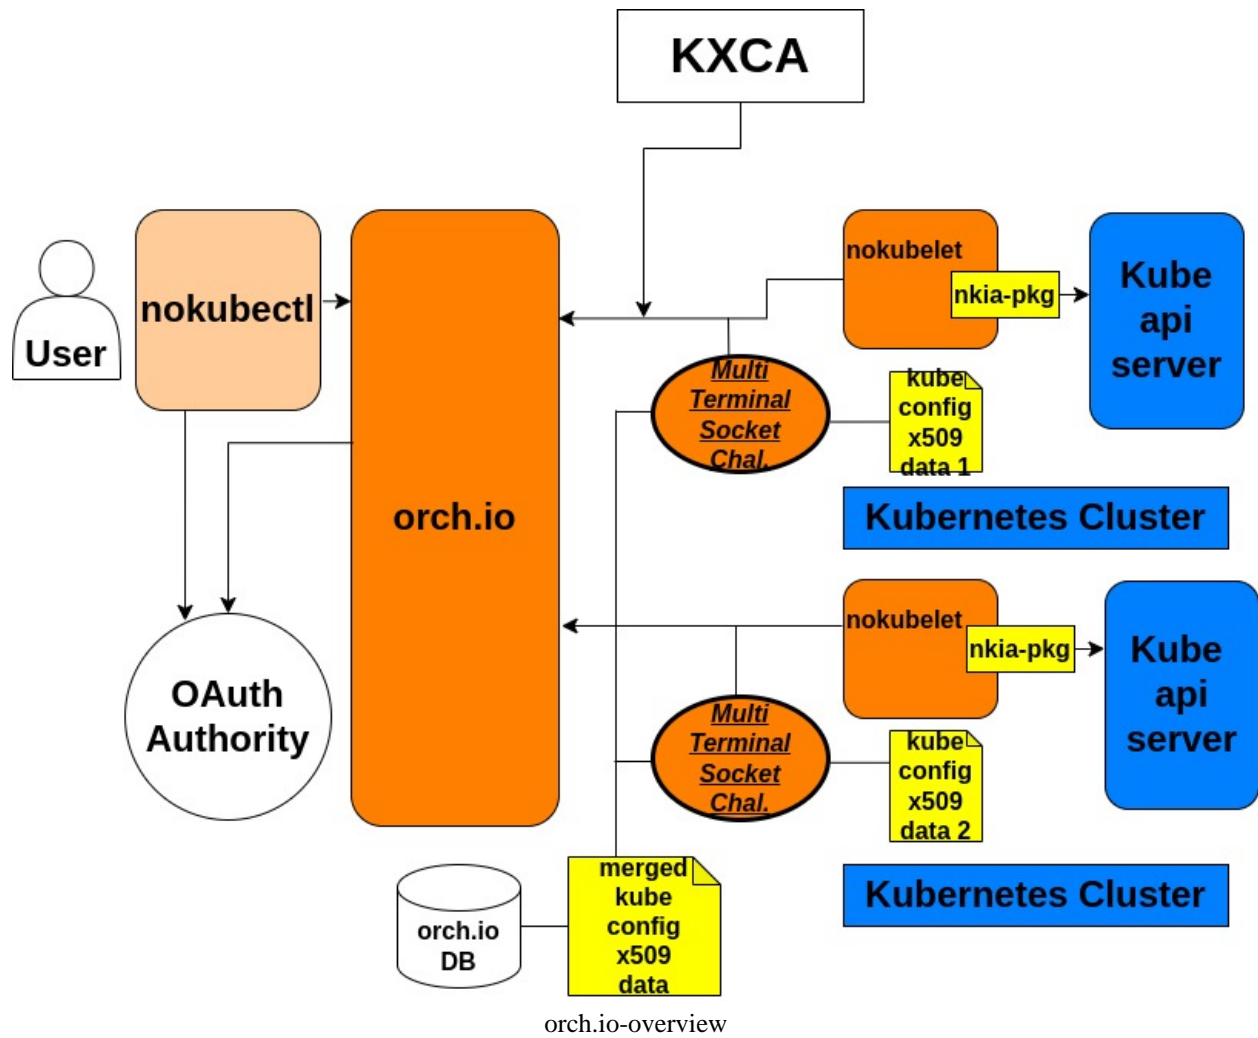 KXCA
User
nokubectl
orch.io
nokubelet
nkia-pkg
Kube
api
server
Multi
Terminal
Socket
Chal.
kube
config
x509
data 1
Kubernetes Cluster
OAuth
Authority
nokubelet
nkia-pkg
Kube
api
server
Multi
Terminal
Socket
Chal.
kube
config
x509
data 2
Kubernetes Cluster
orch.io
DB
merged
kube
config
x509
data
orch.io-overview